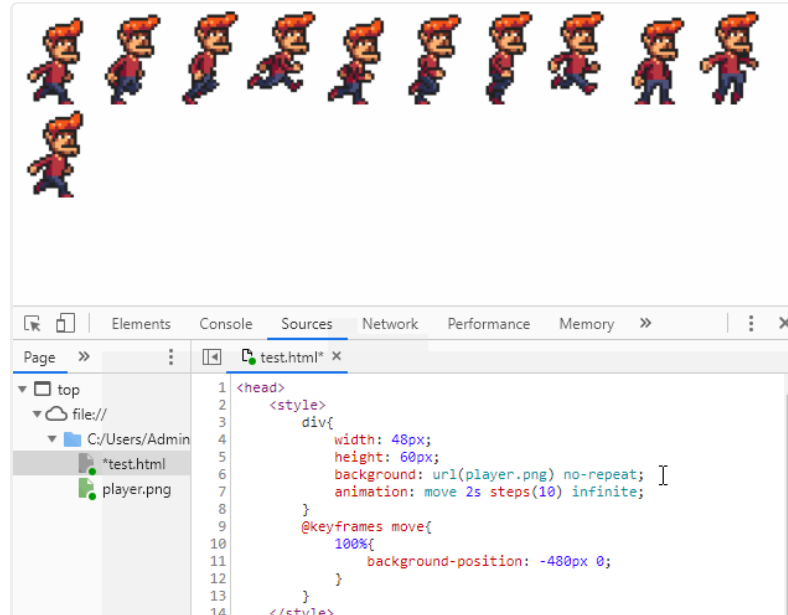 Elements Console Sources Network Performance Memory »
Page » test.html* ×
top
file://
C:/Users/Admin
*test.html
player.png
1 <head>
2 <style>
3 div{
4 width: 48px;
5 height: 60px;
6 background: url(player.png) no-repeat;
7 animation: move 2s steps(10) infinite;
8 }
9 @keyframes move{
10 100%{
11 background-position: -480px 0;
12 }
13 }
14 </style>